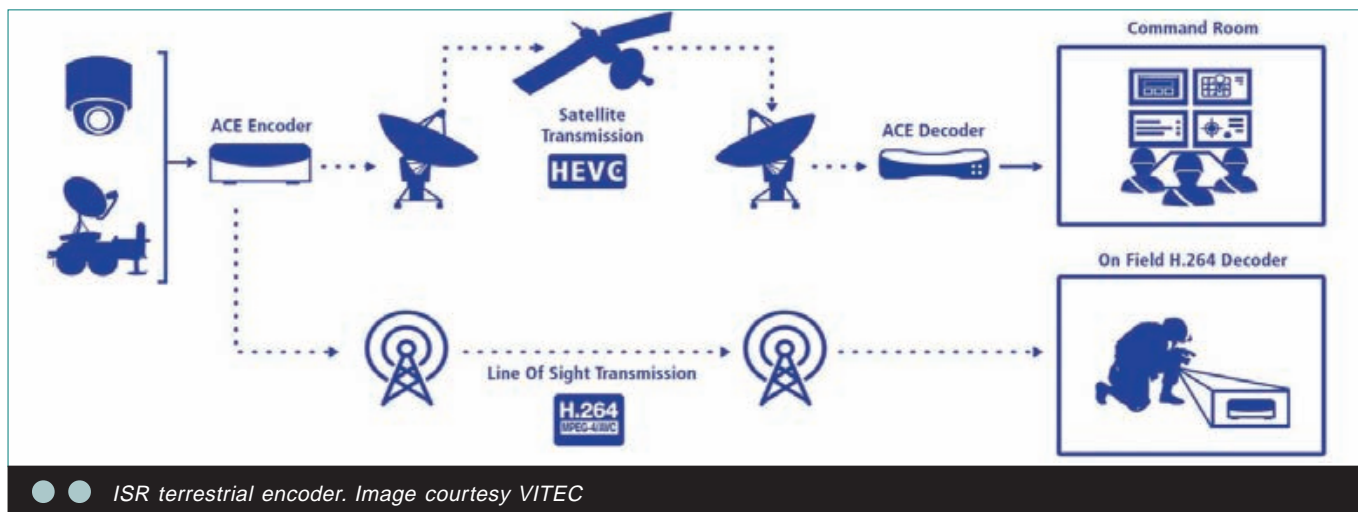 Command Room
ACE Encoder
Satellite
Transmission
HEVC
ACE Decoder
On Field H.264 Decoder
Line Of Sight Transmission
H.264
MPEG-4/AVC
ISR terrestrial encoder. Image courtesy VITEC